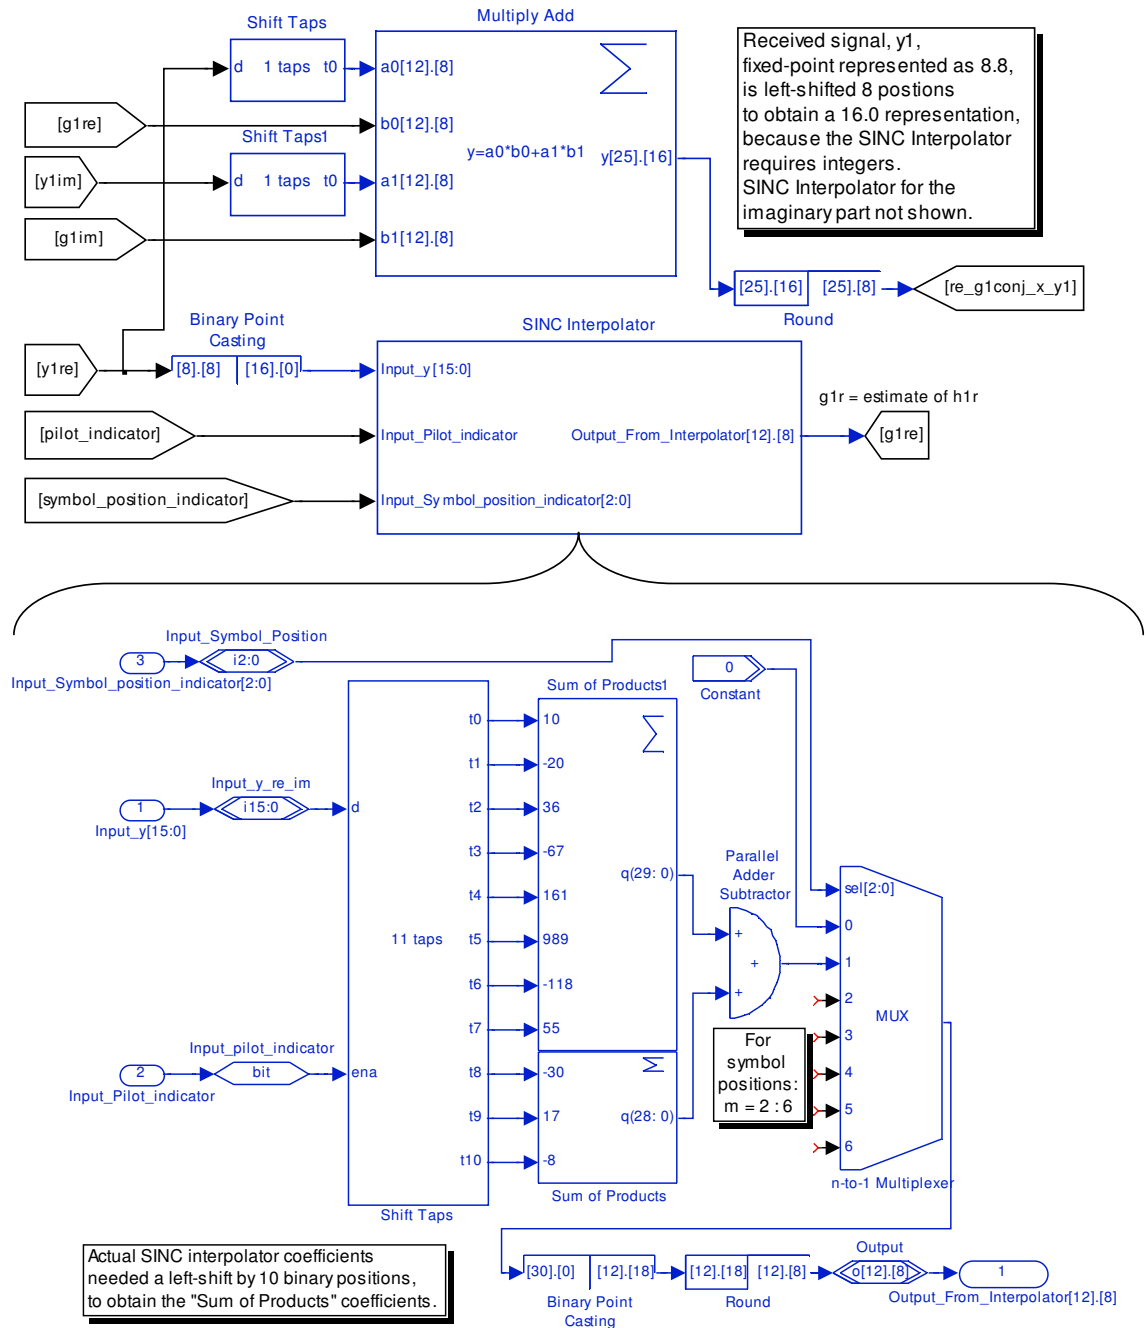 Shift Taps
Multiply Add
d 1 taps t0
a0[12].[8]
[g1re]
b0[12].[8]
Shift Taps1
y=a0*b0+a1*b1
y[25].[16]
[y1im]
d 1 taps t0
a1[12].[8]
[g1im]
b1[12].[8]
Received signal, y1,
fixed-point represented as 8.8,
is left-shifted 8 postions
to obtain a 16.0 representation,
because the SINC Interpolator
requires integers.
SINC Interpolator for the
imaginary part not shown.
[25].[16] [25].[8]
[re_g1conj_x_y1]
Round
Binary Point
Casting
SINC Interpolator
[y1re]
[8].[8] [16].[0]
Input_y[15:0]
g1r = estimate of h1r
[pilot_indicator]
Input_Pilot_indicator
Output_From_Interpolator[12].[8]
[g1re]
[symbol_position_indicator]
Input_Symbol_position_indicator[2:0]
Input_Symbol_Position
3
i2:0
Input_Symbol_position_indicator[2:0]
0
Constant
Sum of Products1
t0
10
t1
-20
Input_y_re_im
1
i15:0
d
Input_y[15:0]
t2
36
t3
-67
q(29: 0)
t4
161
Parallel
Adder
Subtractor
sel[2:0]
11 taps
t5
989
+
+
+
0
1
t6
-118
2
t7
55
3
MUX
For
symbol
positions:
m = 2 : 6
Input_pilot_indicator
2
bit
ena
Input_Pilot_indicator
t8
-30
4
t9
17
q(28: 0)
5
t10
-8
6
Sum of Products
n-to-1 Multiplexer
Shift Taps
Actual SINC interpolator coefficients
needed a left-shift by 10 binary positions,
to obtain the "Sum of Products" coefficients.
[30].[0] [12].[18]
Binary Point
Casting
[12].[18] [12].[8]
Round
Output
o[12].[8]
1
Output_From_Interpolator[12].[8]